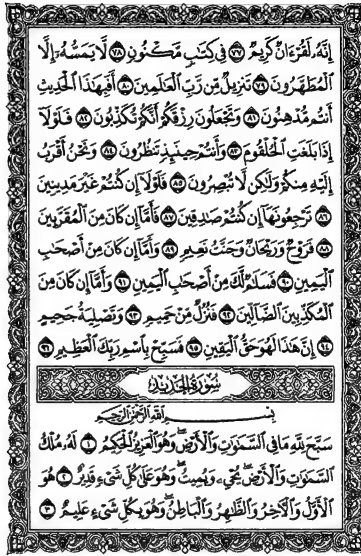 إِنَّهُۥ لَقُرْءَانٌ كَرِيمٌ ٧٧ فِى كِتَٰبٍ مَّكْنُونٍ ٧٨ لَّا يَمَسُّهُۥٓ إِلَّا
ٱلْمُطَهَّرُونَ ٧٩ تَنزِيلٌ مِّن رَّبِّ ٱلْعَٰلَمِينَ ٨٠ أَفَبِهَٰذَا ٱلْحَدِيثِ
أَنتُم مُّدْهِنُونَ ٨١ وَتَجْعَلُونَ رِزْقَكُمْ أَنَّكُمْ تُكَذِّبُونَ ٨٢ فَلَوْلَآ
إِذَا بَلَغَتِ ٱلْحُلْقُومَ ٨٣ وَأَنتُمْ حِينَئِذٍ تَنظُرُونَ ٨٤ وَنَحْنُ أَقْرَبُ
إِلَيْهِ مِنكُمْ وَلَٰكِن لَّا تُبْصِرُونَ ٨٥ فَلَوْلَآ إِن كُنتُمْ غَيْرَ مَدِينِينَ
٨٦ تَرْجِعُونَهَآ إِن كُنتُمْ صَٰدِقِينَ ٨٧ فَأَمَّآ إِن كَانَ مِنَ ٱلْمُقَرَّبِينَ
٨٨ فَرَوْحٌ وَرَيْحَانٌ وَجَنَّتُ نَعِيمٍ ٨٩ وَأَمَّآ إِن كَانَ مِنْ أَصْحَٰبِ
ٱلْيَمِينِ ٩٠ فَسَلَٰمٌ لَّكَ مِنْ أَصْحَٰبِ ٱلْيَمِينِ ٩١ وَأَمَّآ إِن كَانَ مِنَ
ٱلْمُكَذِّبِينَ ٱلضَّآلِّينَ ٩٢ فَنُزُلٌ مِّنْ حَمِيمٍ ٩٣ وَتَصْلِيَةُ جَحِيمٍ
٩٤ إِنَّ هَٰذَا لَهُوَ حَقُّ ٱلْيَقِينِ ٩٥ فَسَبِّحْ بِٱسْمِ رَبِّكَ ٱلْعَظِيمِ ٩٦
سُورَةُ الحَدِيد
بِسْمِ ٱللَّهِ ٱلرَّحْمَٰنِ ٱلرَّحِيمِ
سَبَّحَ لِلَّهِ مَا فِى ٱلسَّمَٰوَٰتِ وَٱلْأَرْضِ ۖ وَهُوَ ٱلْعَزِيزُ ٱلْحَكِيمُ ١ لَهُۥ مُلْكُ
ٱلسَّمَٰوَٰتِ وَٱلْأَرْضِ ۖ يُحْىِۦ وَيُمِيتُ ۖ وَهُوَ عَلَىٰ كُلِّ شَىْءٍ قَدِيرٌ ٢ هُوَ
ٱلْأَوَّلُ وَٱلْءَاخِرُ وَٱلظَّٰهِرُ وَٱلْبَاطِنُ ۖ وَهُوَ بِكُلِّ شَىْءٍ عَلِيمٌ ٣